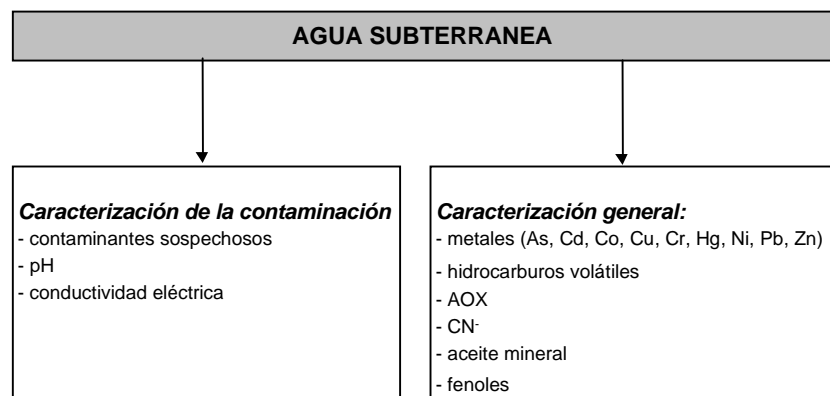 AGUA SUBTERRANEA
Caracterización de la contaminación
- contaminantes sospechosos
- pH
- conductividad eléctrica
Caracterización general:
- metales (As, Cd, Co, Cu, Cr, Hg, Ni, Pb, Zn)
- hidrocarburos volátiles
- AOX
- CN-
- aceite mineral
- fenoles